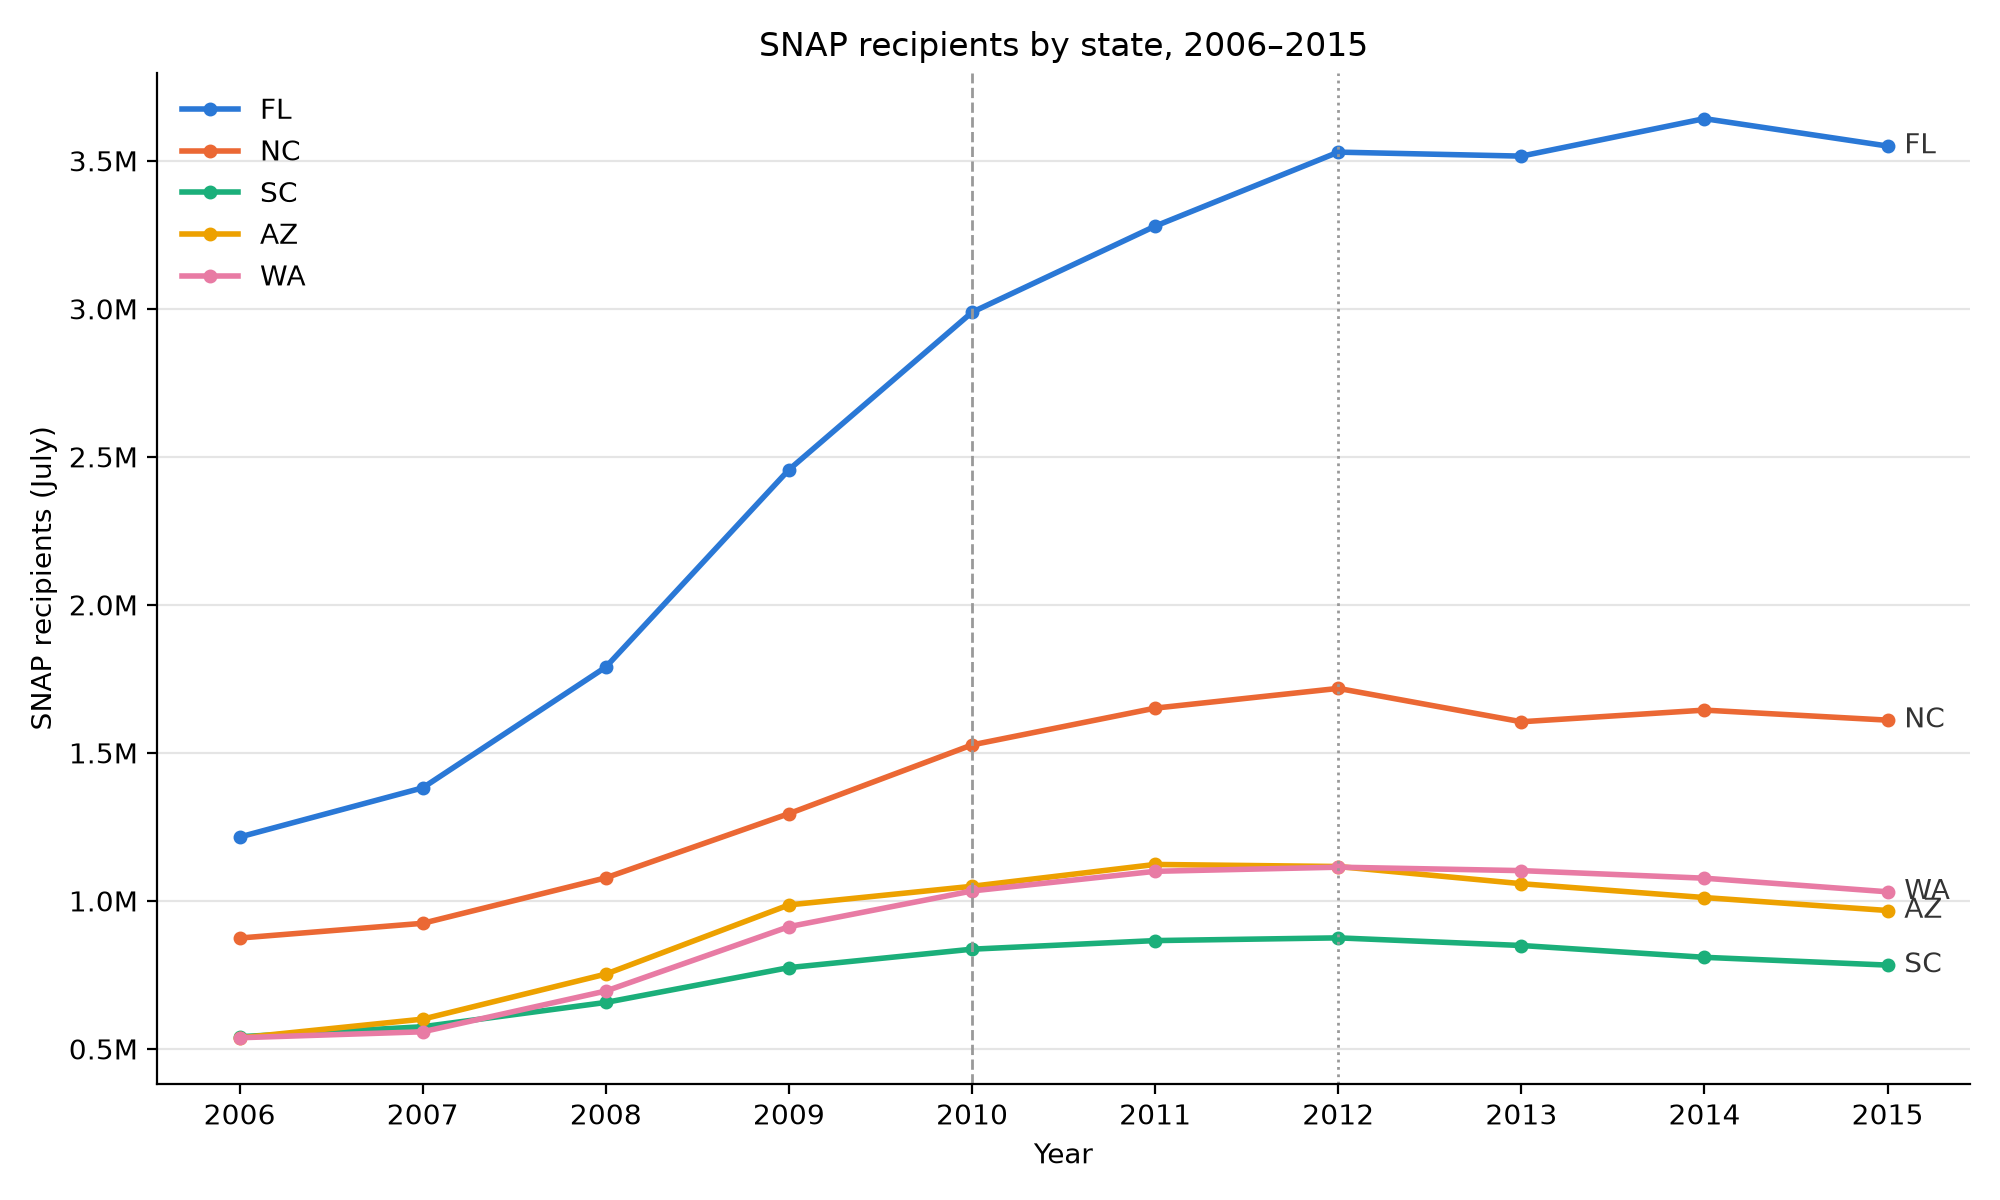 SNAP recipients by state, 2006–2015
FL
NC
SC
AZ
WA
3.5M
3.0M
2.5M
2.0M
1.5M
1.0M
0.5M
SNAP recipients (July)
FL
NC
WA
AZ
SC
2006 2007 2008 2009 2010 2011 2012 2013 2014 2015
Year